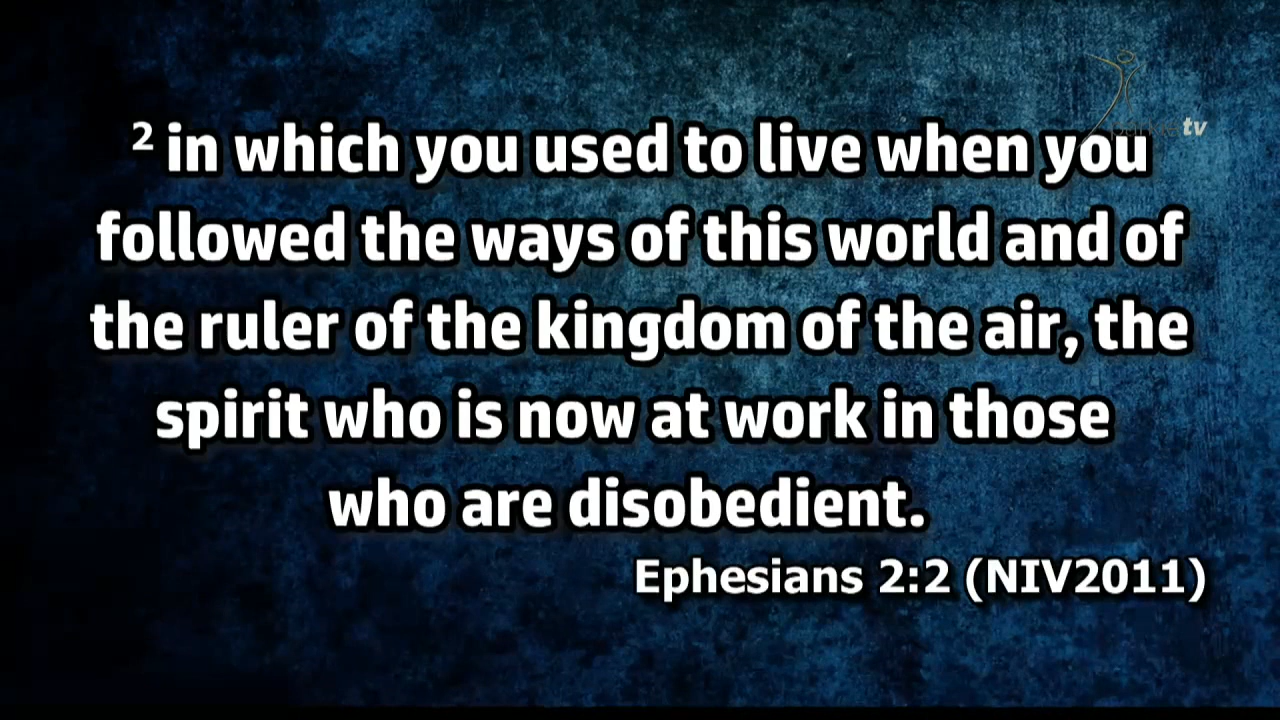 tv
² in which you used to live when you
followed the ways of this world and of
the ruler of the kingdom of the air, the
spirit who is now at work in those
who are disobedient.
Ephesians 2:2 (NIV2011)